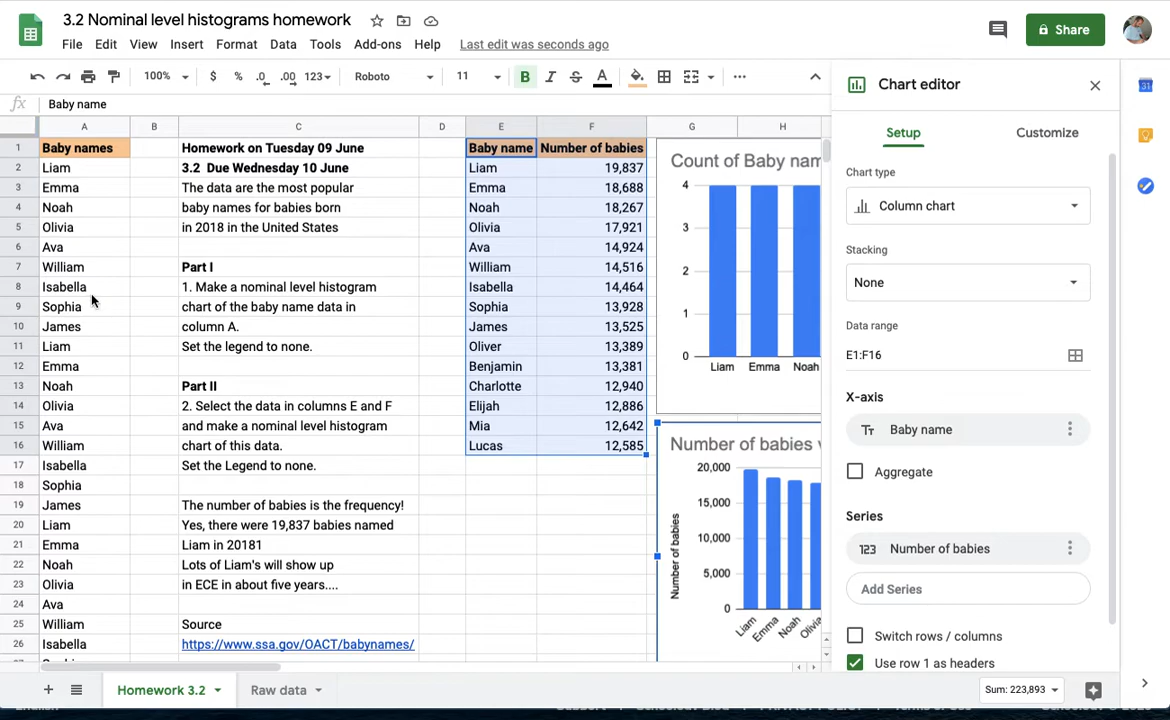 3.2 Nominal level histograms homework
File Edit View Insert Format Data Tools Add-ons Help Last edit was seconds ago
Share
100% $ % .0 .00 123 Roboto 11 B I S A
fx Baby name
A B C D E F G H
1 Baby names Homework on Tuesday 09 June Baby name Number of babies
2 Liam 3.2 Due Wednesday 10 June Liam 19,837
3 Emma The data are the most popular Emma 18,688
4 Noah baby names for babies born Noah 18,267
5 Olivia in 2018 in the United States Olivia 17,921
6 Ava Ava 14,924
7 William Part I William 14,516
8 Isabella 1. Make a nominal level histogram Isabella 14,464
9 Sophia chart of the baby name data in Sophia 13,928
10 James column A. James 13,525
11 Liam Set the legend to none. Oliver 13,389
12 Emma Benjamin 13,381
13 Noah Part II Charlotte 12,940
14 Olivia 2. Select the data in columns E and F Elijah 12,886
15 Ava and make a nominal level histogram Mia 12,642
16 William chart of this data. Lucas 12,585
17 Isabella Set the Legend to none.
18 Sophia
19 James The number of babies is the frequency!
20 Liam Yes, there were 19,837 babies named
21 Emma Liam in 20181
22 Noah Lots of Liam's will show up
23 Olivia in ECE in about five years....
24 Ava
25 William Source
26 Isabella https://www.ssa.gov/OACT/babynames/
Count of Baby nam
4
3
2
1
0
Liam Emma Noah
Number of babies v
20,000
15,000
10,000
5,000
0
Number of babies
Liam Emma Noah Olivia
Chart editor
Setup Customize
Chart type
Column chart
Stacking
None
Data range
E1:F16
X-axis
Tт Baby name
Aggregate
Series
123 Number of babies
Add Series
Switch rows / columns
Use row 1 as headers
31
Homework 3.2 Raw data Sum: 223,893